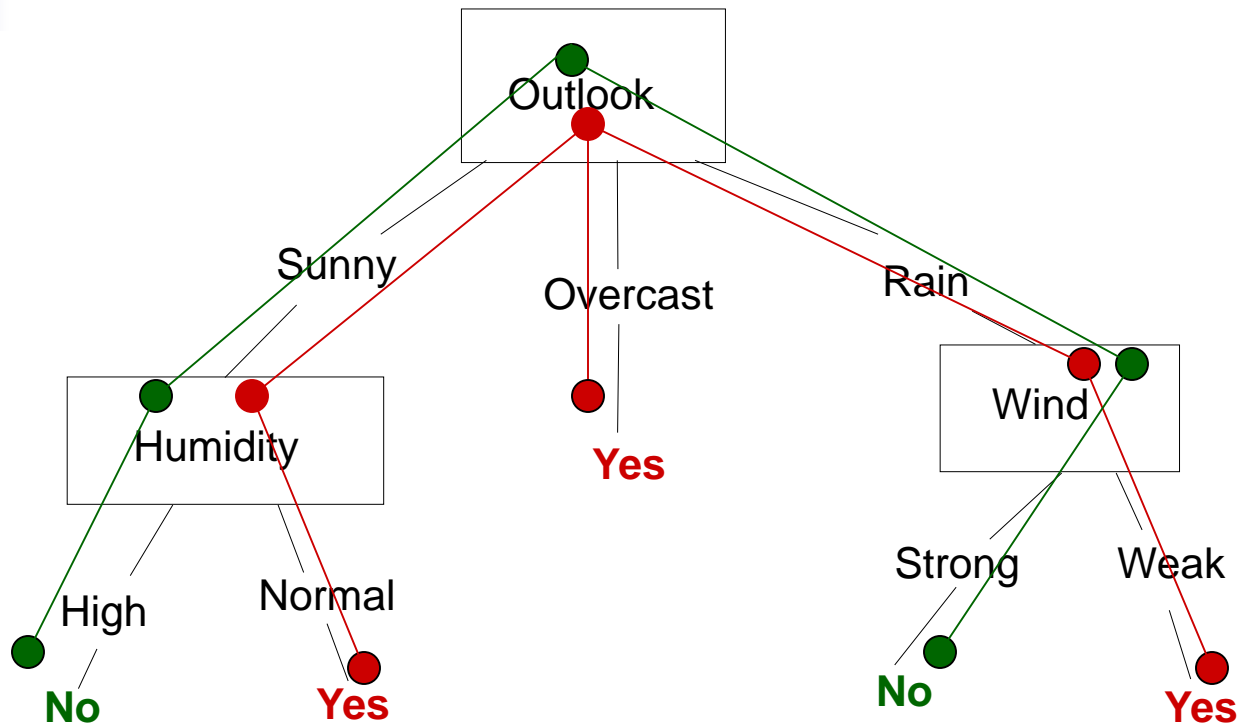 Outlook
Sunny
Overcast
Rain
Humidity
Wind
Yes
High
Normal
Strong
Weak
No
Yes
No
Yes